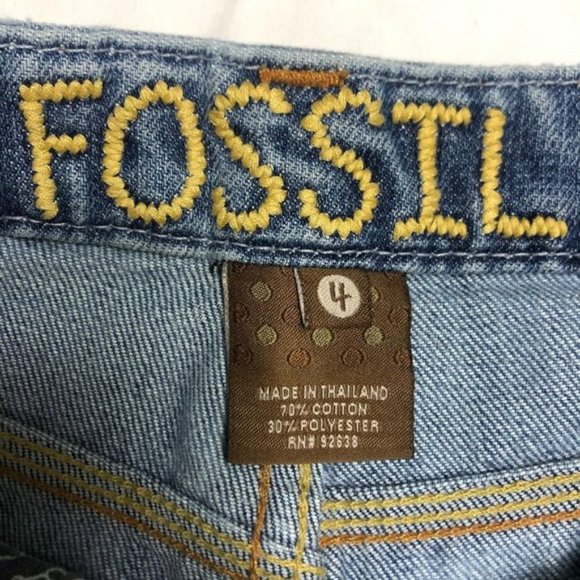 FOSSIL
4
MADE IN THAILAND
70% COTTON
30% POLYESTER
RN# 92638